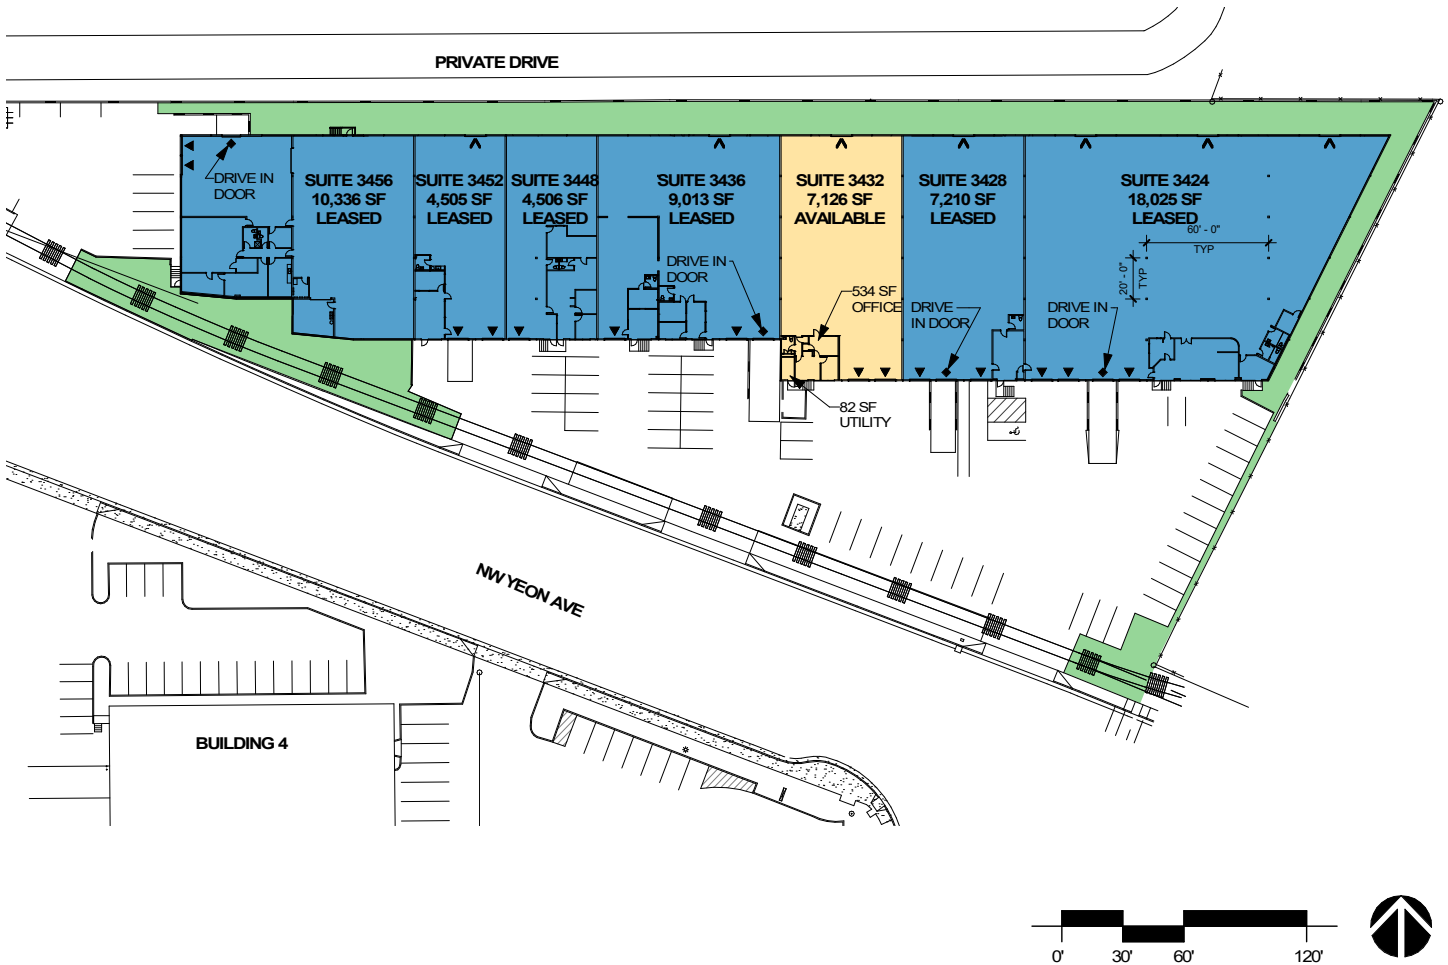 PRIVATE DRIVE
DRIVE IN
DOOR
SUITE 3456
10,336 SF
LEASED
SUITE 3452
4,505 SF
LEASED
SUITE 3448
4,506 SF
LEASED
SUITE 3436
9,013 SF
LEASED
DRIVE IN
DOOR
SUITE 3432
7,126 SF
AVAILABLE
534 SF
OFFICE
82 SF
UTILITY
SUITE 3428
7,210 SF
LEASED
DRIVE
IN DOOR
SUITE 3424
18,025 SF
LEASED
60' - 0"
TYP
20' - 0"
TYP
DRIVE IN
DOOR
NW YEON AVE
BUILDING 4
0'
30'
60'
120'